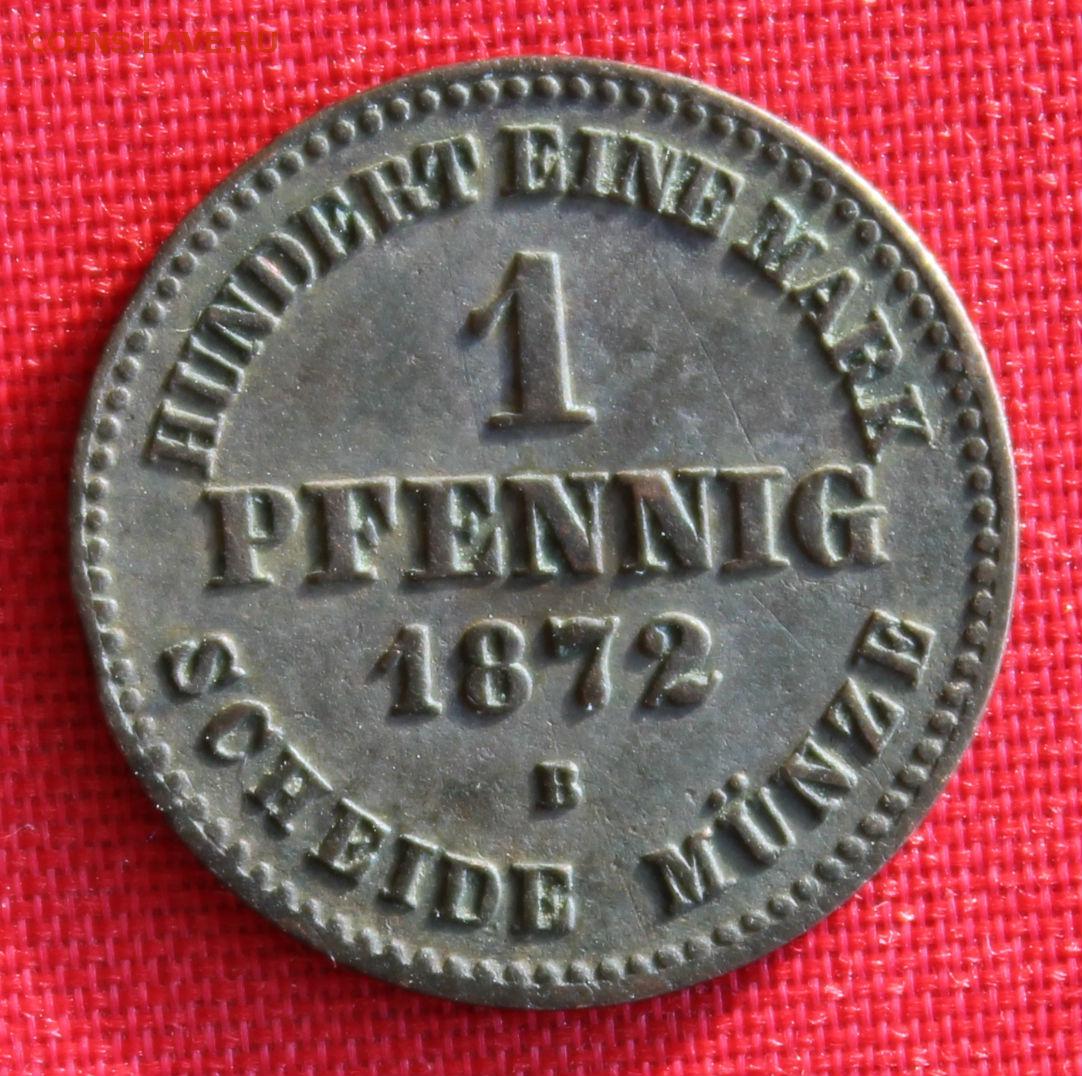 COINS.LAVE.RU
HUNDERT EINE MARK
1
PFENNIG
1872
B
SCHEIDE MÜNZE